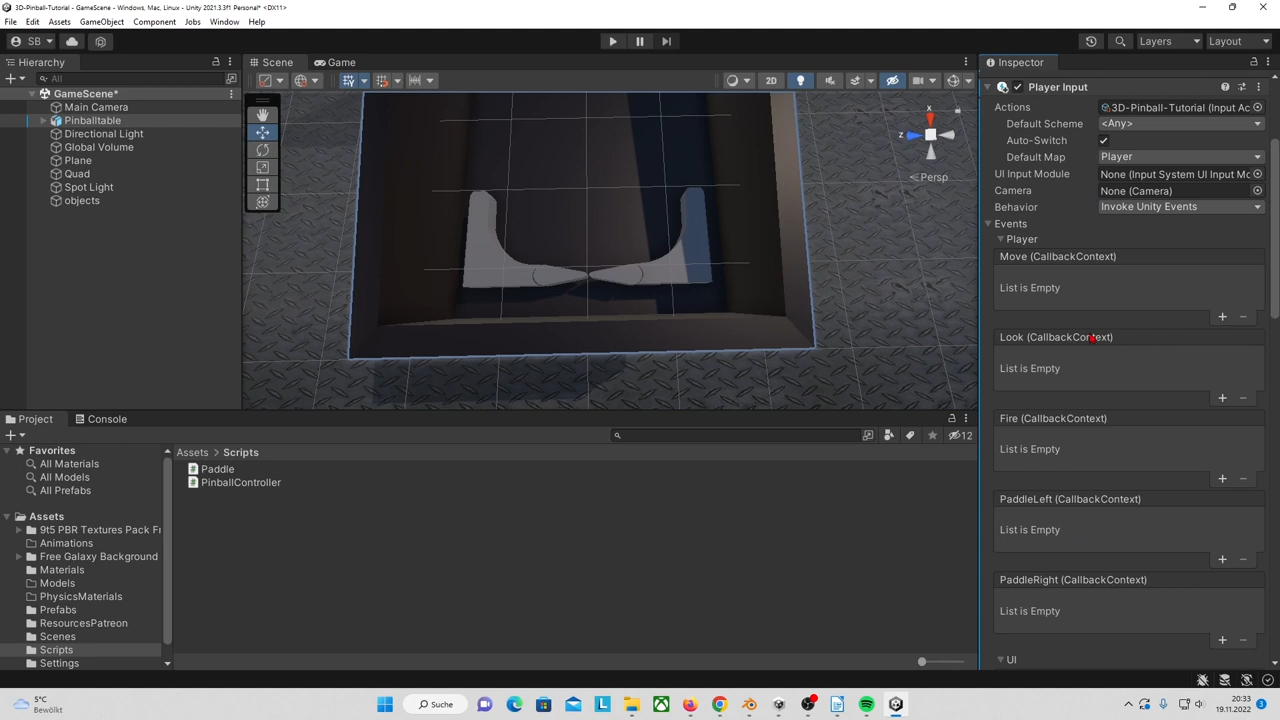 3D-Pinball-Tutorial - GameScene - Windows, Mac, Linux - Unity 2021.3.3f1 Personal* <DX11>
File Edit Assets GameObject Component Jobs Window Help
SB
Layers
Layout
Hierarchy
Scene
Game
Inspector
All
2D
GameScene*
Main Camera
Pinballtable
Directional Light
Global Volume
Plane
Quad
Spot Light
objects
x
z
Persp
Player Input
Actions
3D-Pinball-Tutorial (Input Ac
Default Scheme
<Any>
Auto-Switch
Default Map
Player
UI Input Module
None (Input System UI Input Mc
Camera
None (Camera)
Behavior
Invoke Unity Events
Events
Player
Move (CallbackContext)
List is Empty
+ −
Look (CallbackContext)
List is Empty
+ −
Fire (CallbackContext)
List is Empty
+ −
PaddleLeft (CallbackContext)
List is Empty
+ −
PaddleRight (CallbackContext)
List is Empty
+ −
UI
Project
Console
12
Favorites
All Materials
All Models
All Prefabs
Assets
9t5 PBR Textures Pack Fr
Animations
Free Galaxy Background
Materials
Models
PhysicsMaterials
Prefabs
ResourcesPatreon
Scenes
Scripts
Settings
Assets > Scripts
Paddle
PinballController
5°C
Bewölkt
Suche
20:33
19.11.2022